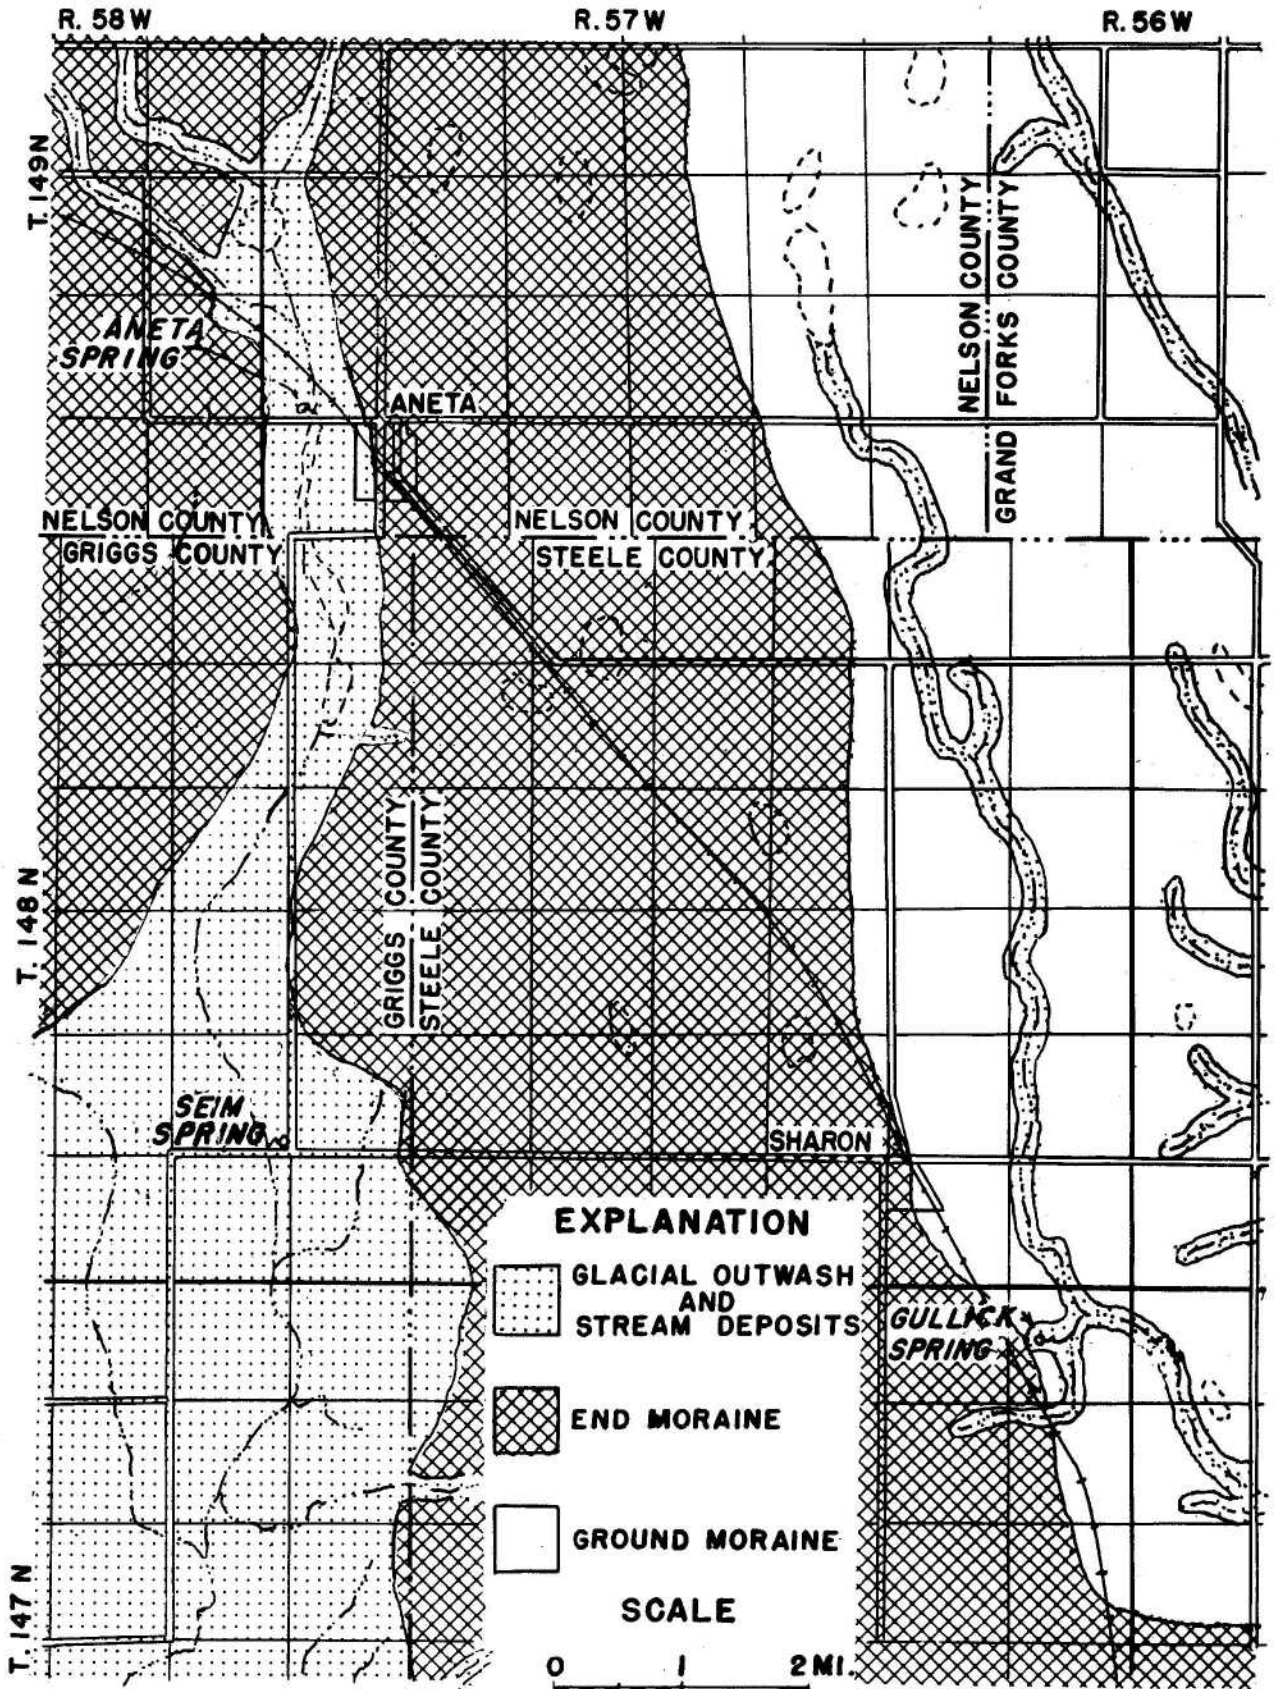 R. 58 W
R. 57 W
R. 56 W
T. 149 N
NELSON COUNTY
GRAND FORKS COUNTY
ANETA
SPRING
ANETA
NELSON COUNTY
GRIGGS COUNTY
NELSON COUNTY
STEELE COUNTY
T. 148 N
GRIGGS COUNTY
STEELE COUNTY
SEIM
SPRING
SHARON
EXPLANATION
GLACIAL OUTWASH
AND
STREAM DEPOSITS
GULLICK
SPRING
END MORAINE
GROUND MORAINE
T. 147 N
SCALE
0 1 2 MI.